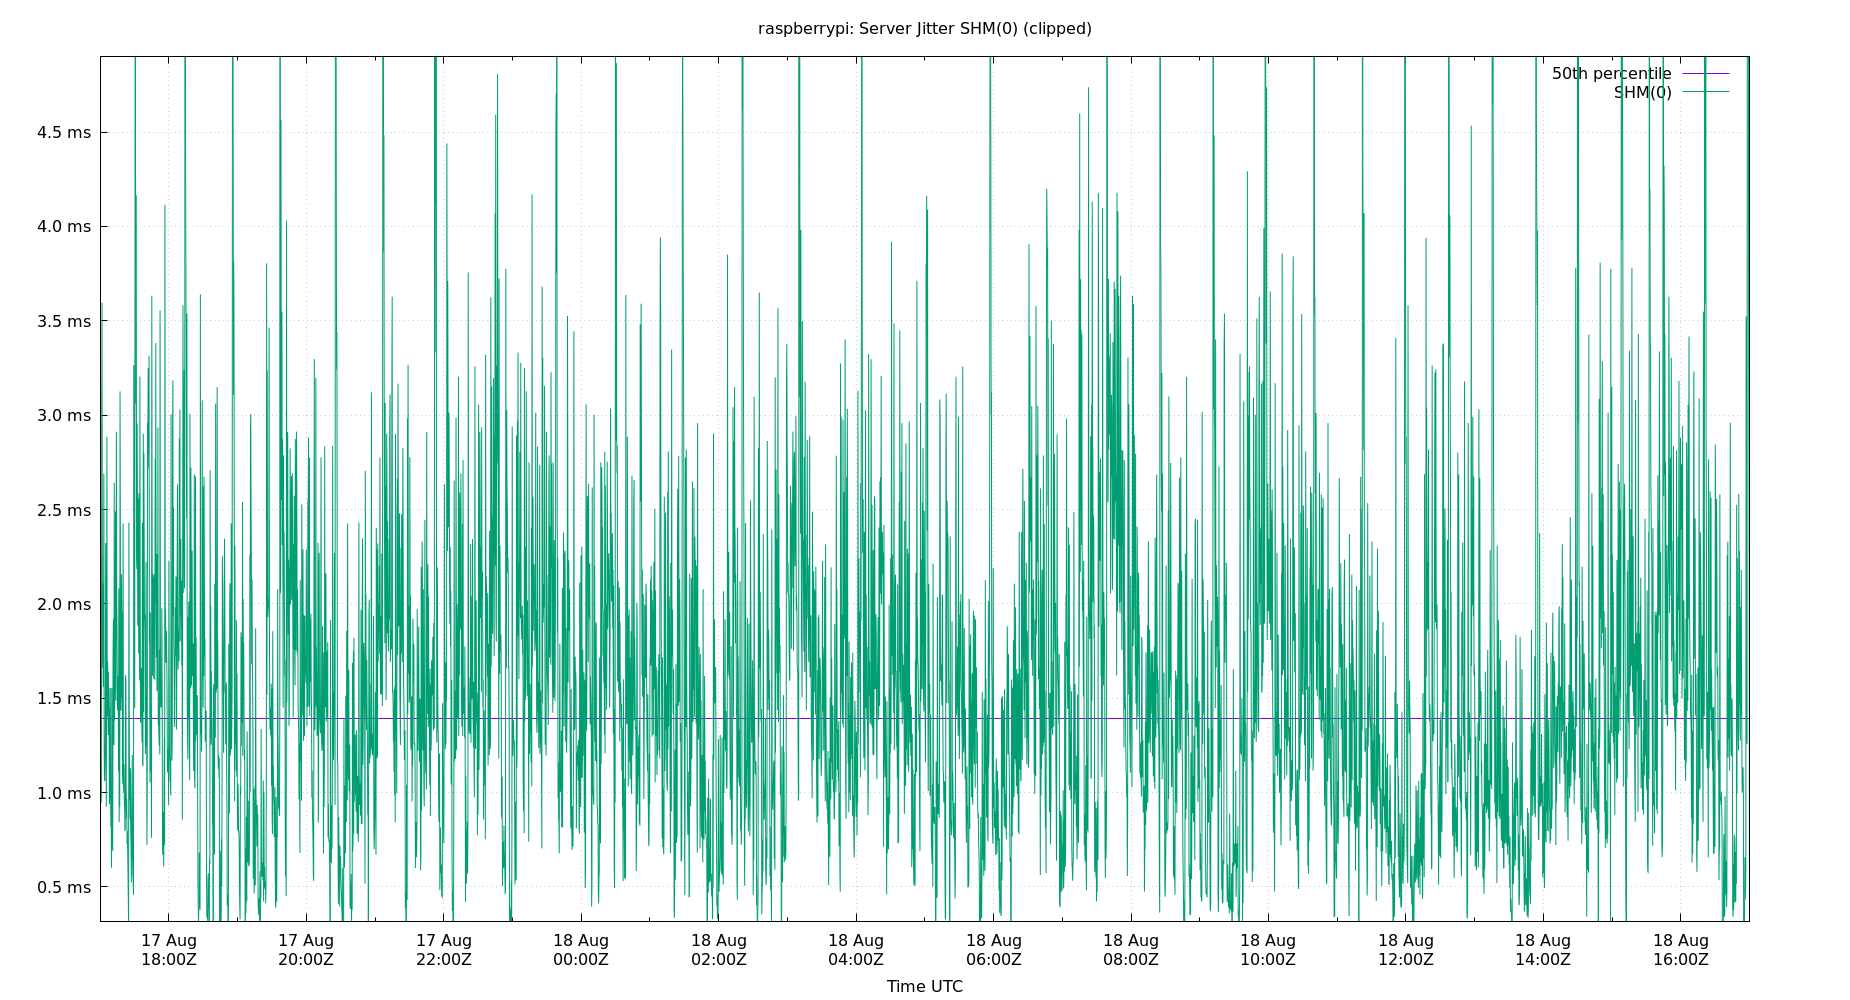 raspberrypi: Server Jitter SHM(0) (clipped)
50th percentile
SHM(0)
4.5 ms
4.0 ms
3.5 ms
3.0 ms
2.5 ms
2.0 ms
1.5 ms
1.0 ms
0.5 ms
17 Aug 17 Aug 17 Aug 18 Aug 18 Aug 18 Aug 18 Aug 18 Aug 18 Aug 18 Aug 18 Aug 18 Aug
18:00Z 20:00Z 22:00Z 00:00Z 02:00Z 04:00Z 06:00Z 08:00Z 10:00Z 12:00Z 14:00Z 16:00Z
Time UTC